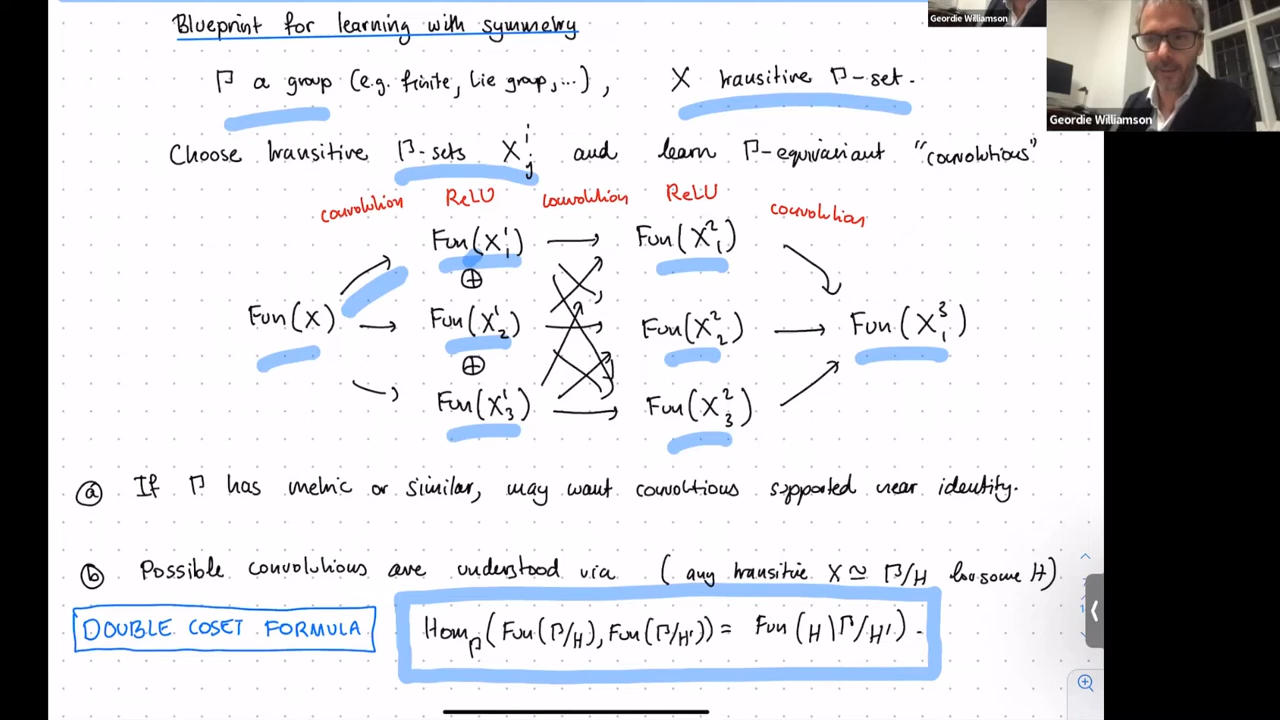 Geordie Williamson
Geordie Williamson
Blueprint for learning with symmetry
Γ a group (e.g. finite, Lie group,...), X transitive Γ-set.
Choose transitive Γ-sets X^i_j and learn Γ-equivariant "convolutions"
convolution ReLU convolution ReLU convolution
Fun(X^1_1) Fun(X^2_1)
⊕
Fun(X) Fun(X^1_2) Fun(X^2_2) Fun(X^3_1)
⊕
Fun(X^1_3) Fun(X^2_3)
ⓐ If Γ has metric or similar, may want convoltious supported near identity.
ⓑ Possible convolutions are understood via (any transitive X ≃ Γ/H for some H)
DOUBLE COSET FORMULA Hom_Γ(Fun(Γ/H), Fun(Γ/H')) = Fun(H\Γ/H').